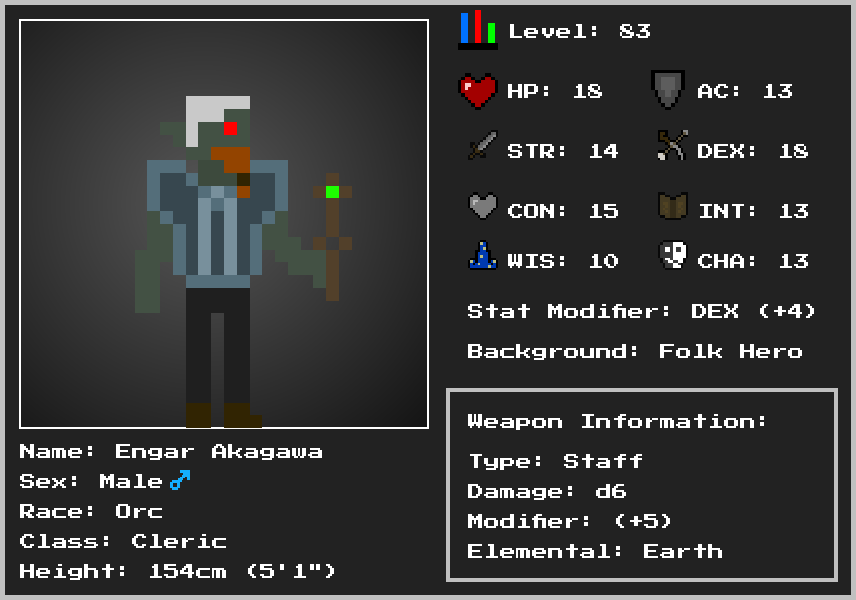 Level: 83
HP: 18 AC: 13
STR: 14 DEX: 18
CON: 15 INT: 13
WIS: 10 CHA: 13
Stat Modifier: DEX (+4)
Background: Folk Hero
Weapon Information:
Type: Staff
Damage: d6
Modifier: (+5)
Elemental: Earth
Name: Engar Akagawa
Sex: Male ♂
Race: Orc
Class: Cleric
Height: 154cm (5'1")